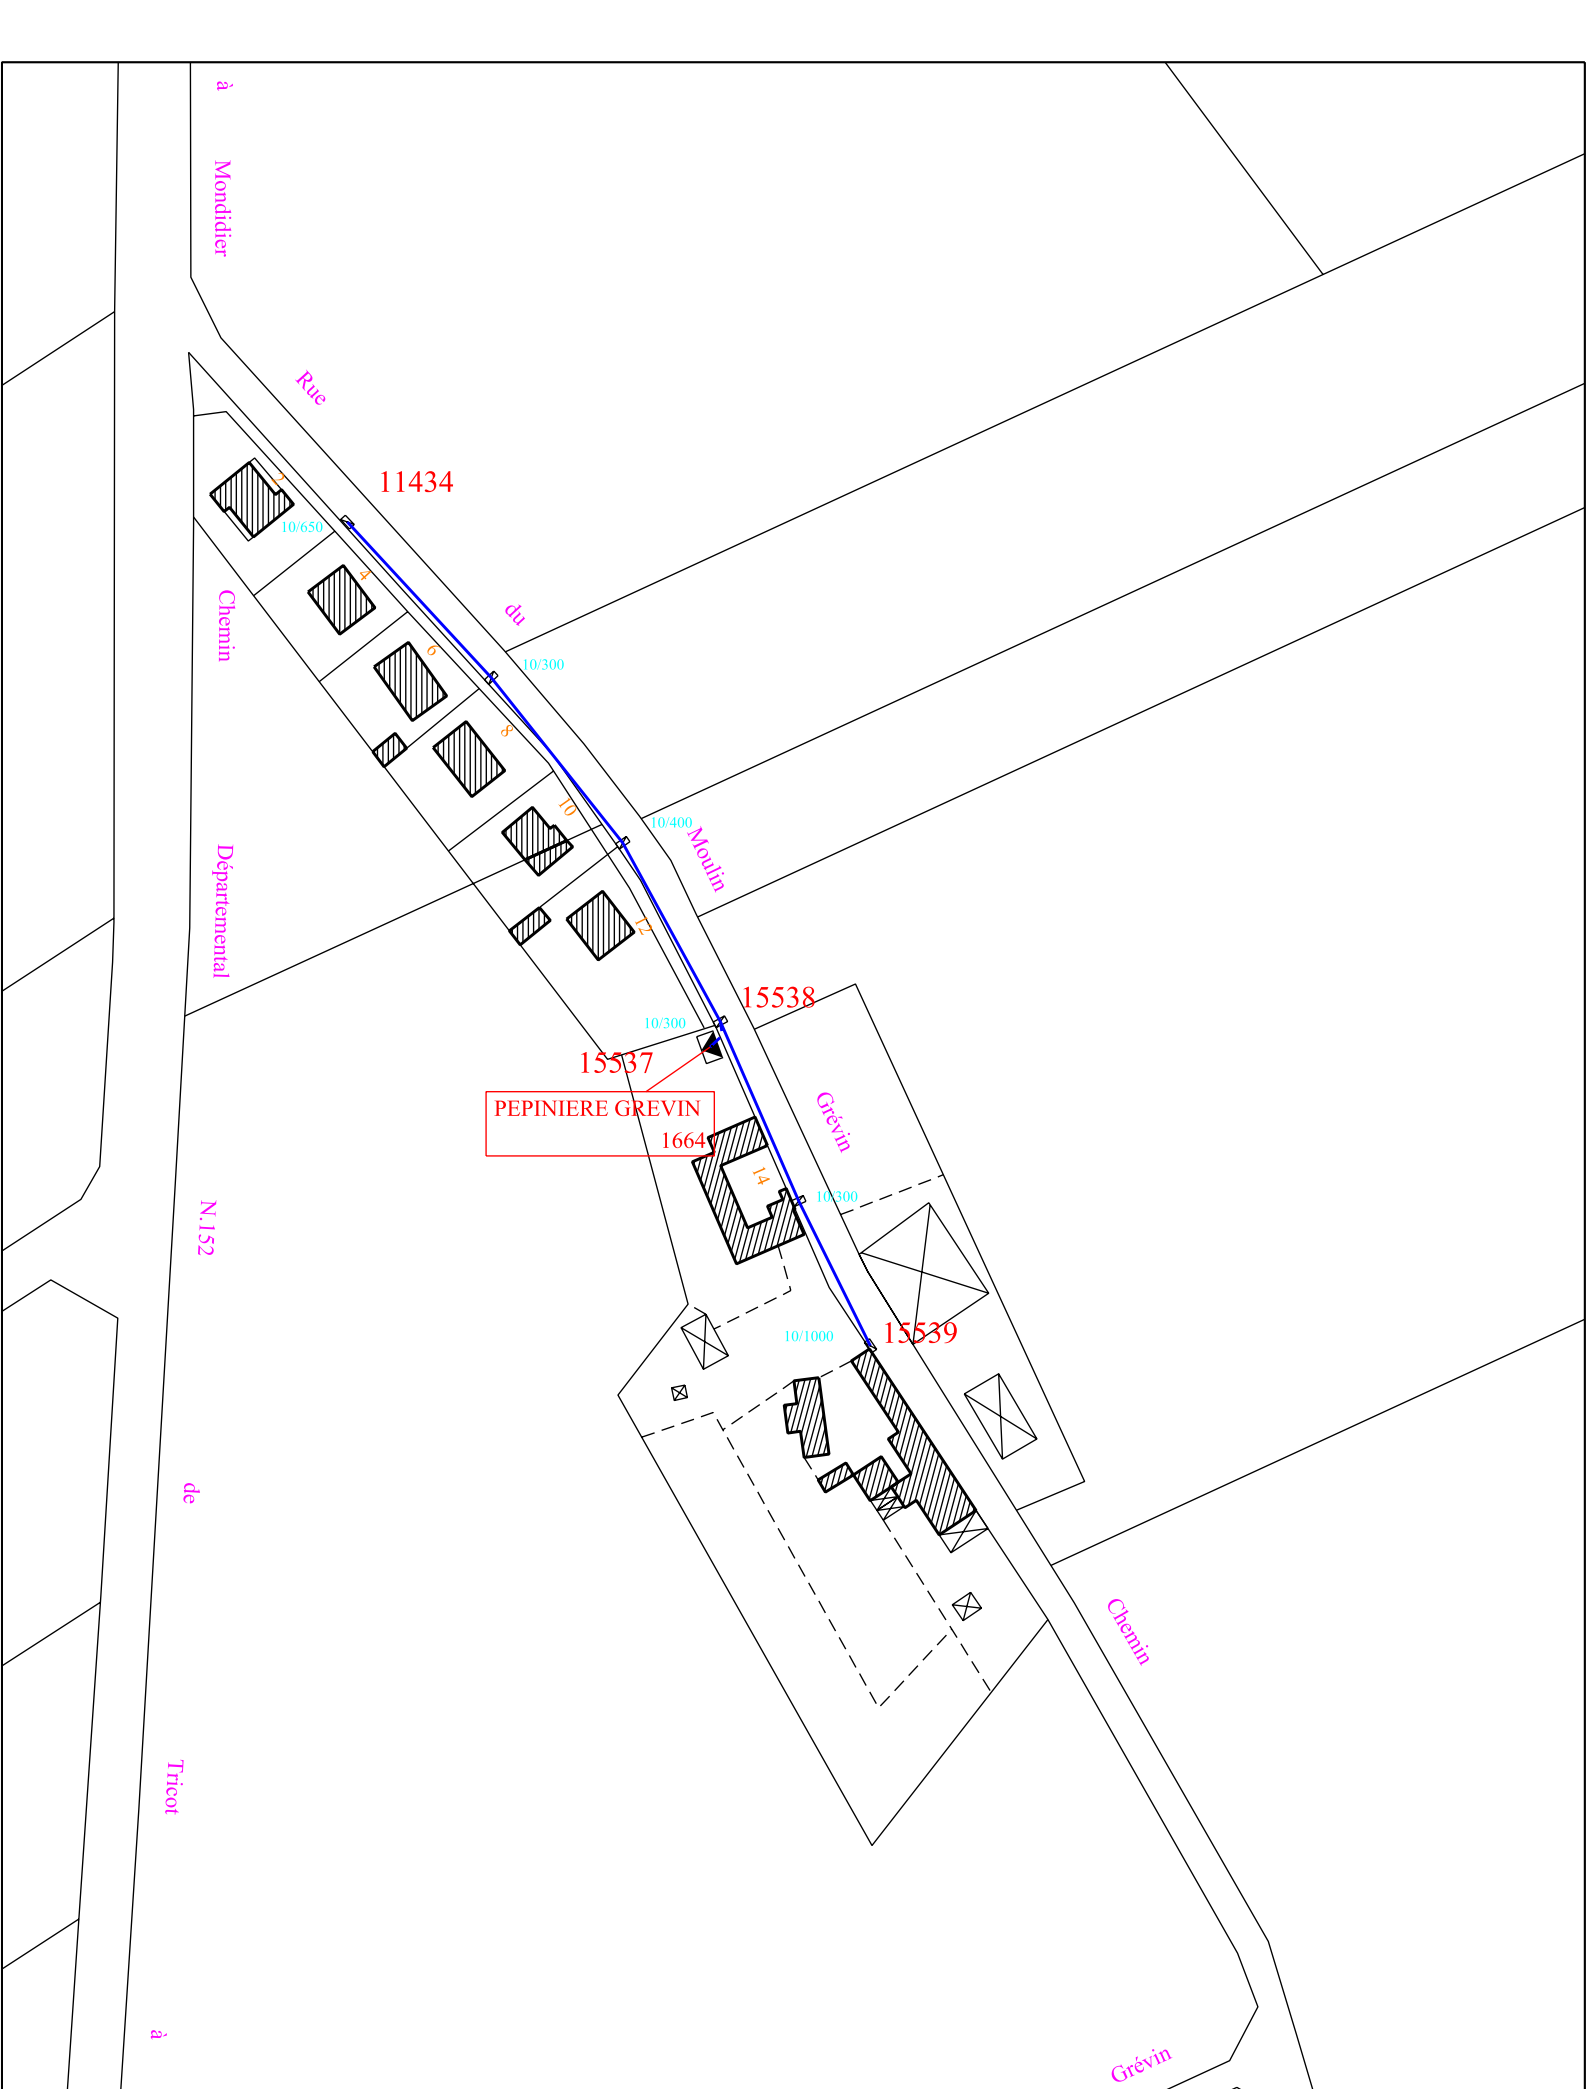 à
Mondidier
Rue
11434
2
10/650
4
Chemin
du
6
10/300
8
10
10/400
Moulin
Départemental
12
15538
10/300
15537
PEPINIERE GREVIN
1664
Grévin
14
10/300
N.152
15539
10/1000
de
Chemin
Tricot
à
Grévin